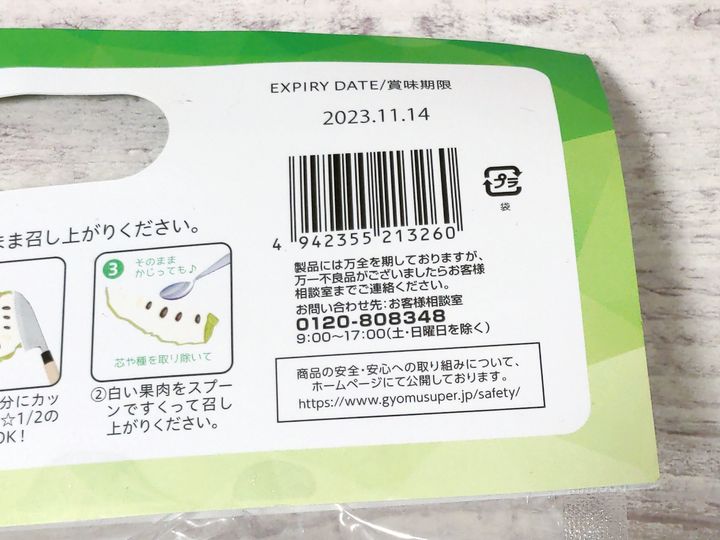 EXPIRY DATE/賞味期限
2023.11.14
プラ
袋
4 942355 213260
製品には万全を期しておりますが、
万一不良品がございましたらお客様
相談室までご連絡ください。
お問い合わせ先:お客様相談室
0120-808348
9:00〜17:00(土・日曜日を除く)
商品の安全・安心への取り組みについて、
ホームページにて公開しております。
https://www.gyomusuper.jp/safety/
まま召し上がりください。
3
そのまま
かじっても♪
芯や種を取り除いて
②白い果肉をスプー
ンですくって召し
上がりください。
分にカッ
☆1/2の
OK!